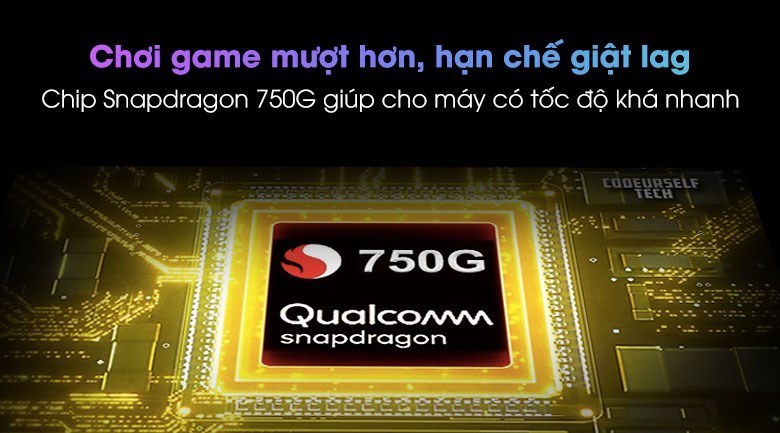 Chơi game mượt hơn, hạn chế giật lag
Chip Snapdragon 750G giúp cho máy có tốc độ khá nhanh
CODEURSELF
TECH
750G
Qualcomm
snapdragon